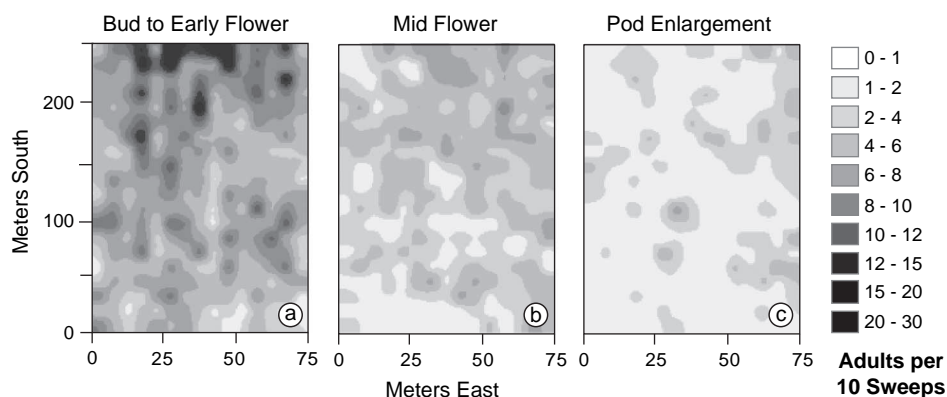 Bud to Early Flower
Mid Flower
Pod Enlargement
Meters South
200
100
0
0
25
50
75
a
0
25
50
75
b
0
25
50
75
c
Meters East
0 - 1
1 - 2
2 - 4
4 - 6
6 - 8
8 - 10
10 - 12
12 - 15
15 - 20
20 - 30
Adults per
10 Sweeps